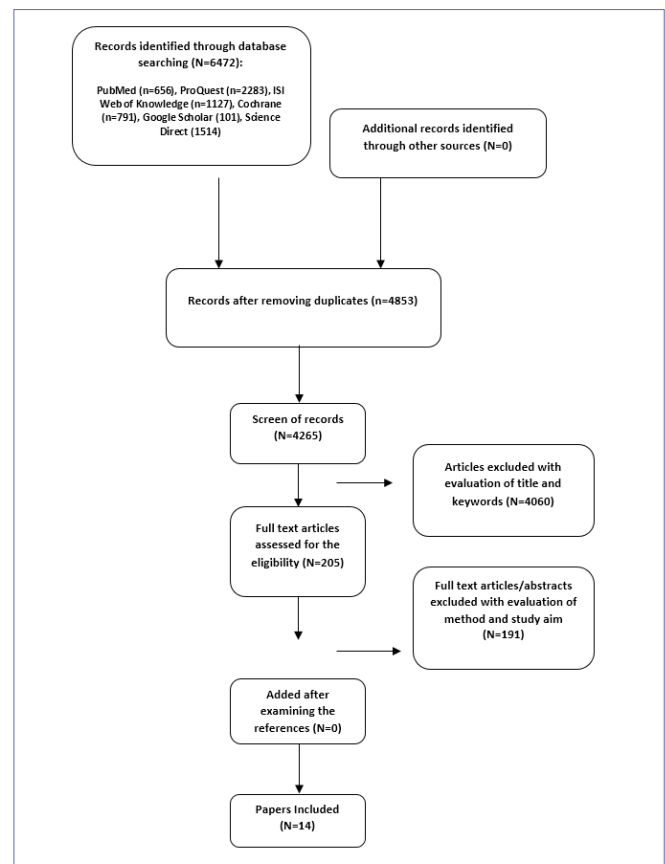 Records identified through database
searching (N=6472):
PubMed (n=656), ProQuest (n=2283), ISI
Web of Knowledge (n=1127), Cochrane
(n=791), Google Scholar (101), Science
Direct (1514)
Additional records identified
through other sources (N=0)
Records after removing duplicates (n=4853)
Screen of records
(N=4265)
Articles excluded with
evaluation of title and
keywords (N=4060)
Full text articles
assessed for the
eligibility (N=205)
Full text articles/abstracts
excluded with evaluation of
method and study aim
(N=191)
Added after
examining the
references (N=0)
Papers Included
(N=14)